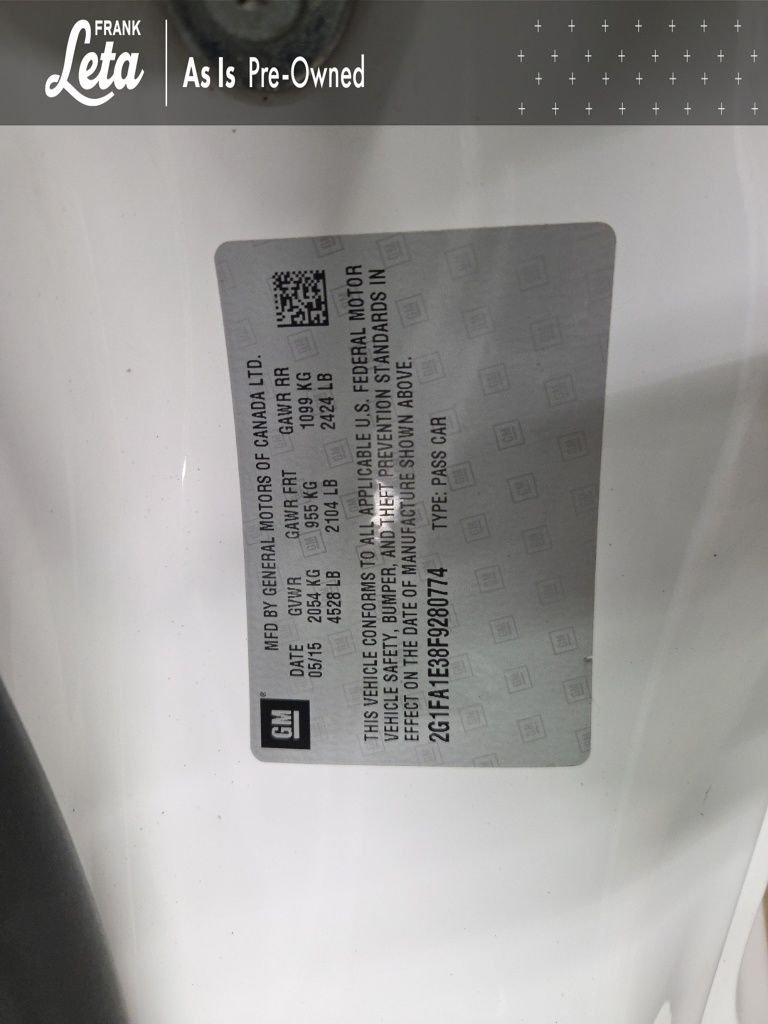 FRANK
Leta
As Is Pre-Owned
MFD BY GENERAL MOTORS OF CANADA LTD.
DATE GVWR GAWR FRT GAWR RR
05/15 2054 KG 955 KG 1099 KG
4528 LB 2104 LB 2424 LB
GM®
THIS VEHICLE CONFORMS TO ALL APPLICABLE U.S. FEDERAL MOTOR
VEHICLE SAFETY, BUMPER, AND THEFT PREVENTION STANDARDS IN
EFFECT ON THE DATE OF MANUFACTURE SHOWN ABOVE.
2G1FA1E38F9280774 TYPE: PASS CAR